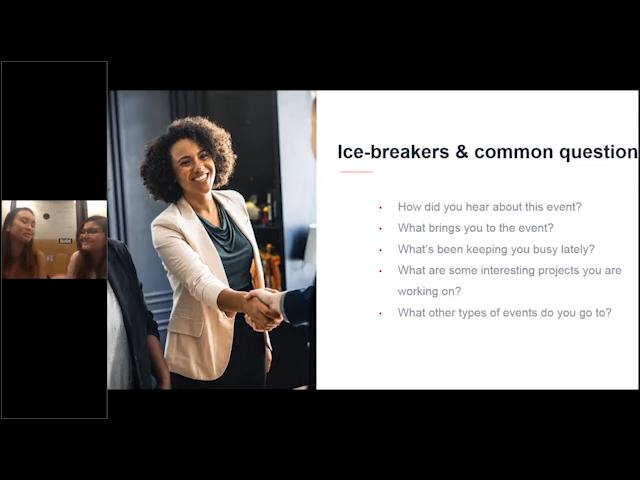 Ice-breakers & common question
How did you hear about this event?
What brings you to the event?
What's been keeping you busy lately?
What are some interesting projects you are
working on?
What other types of events do you go to?